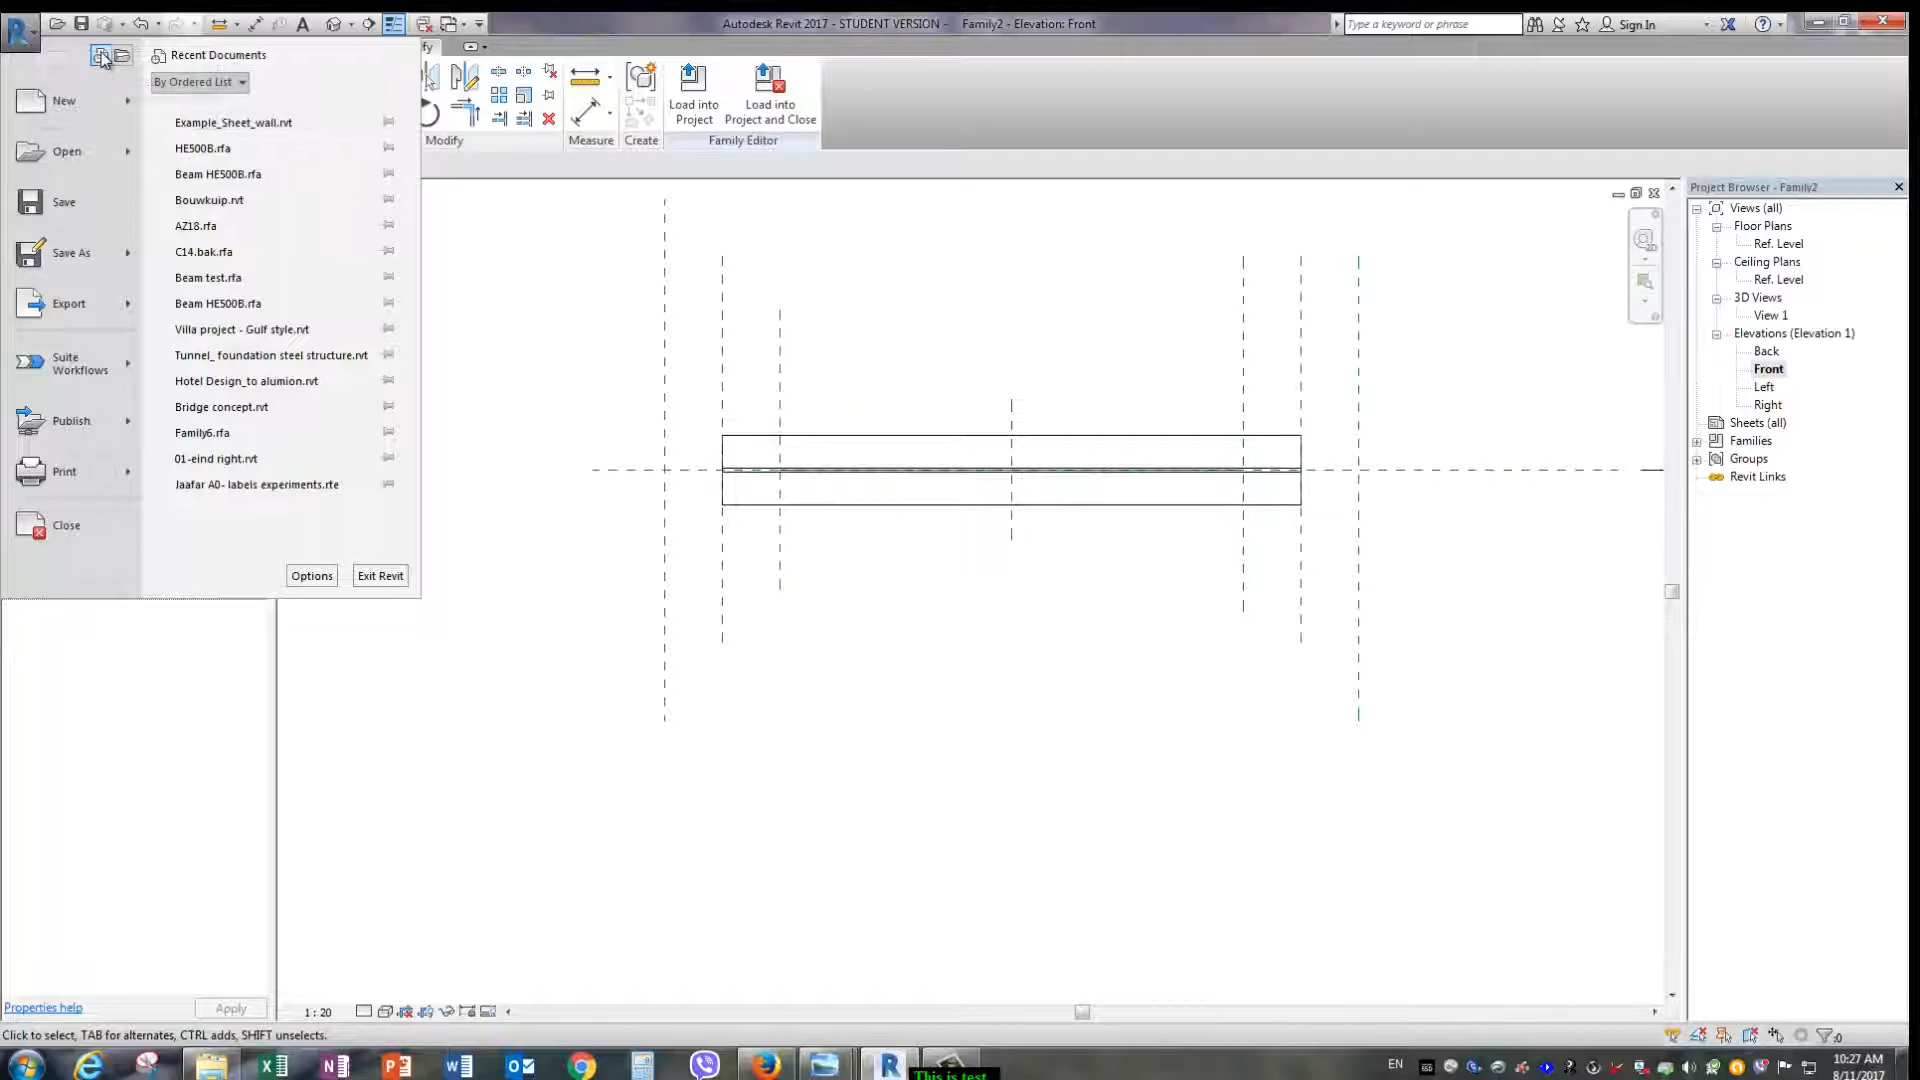 Autodesk Revit 2017 - STUDENT VERSION - Family2 - Elevation: Front
Type a keyword or phrase
Sign In
Recent Documents
By Ordered List
New
Open
Save
Save As
Export
Suite
Workflows
Publish
Print
Close
Example_Sheet_wall.rvt
HE500B.rfa
Beam HE500B.rfa
Bouwkuip.rvt
AZ18.rfa
C14.bak.rfa
Beam test.rfa
Beam HE500B.rfa
Villa project - Gulf style.rvt
Tunnel_ foundation steel structure.rvt
Hotel Design_to alumion.rvt
Bridge concept.rvt
Family6.rfa
01-eind right.rvt
Jaafar A0- labels experiments.rte
Options
Exit Revit
fy
Modify
Measure
Create
Load into
Project
Load into
Project and Close
Family Editor
Project Browser - Family2
Views (all)
Floor Plans
Ref. Level
Ceiling Plans
Ref. Level
3D Views
View 1
Elevations (Elevation 1)
Back
Front
Left
Right
Sheets (all)
Families
Groups
Revit Links
Properties help
Apply
1 : 20
Click to select, TAB for alternates, CTRL adds, SHIFT unselects.
:0
EN
10:27 AM
8/11/2017
This is test